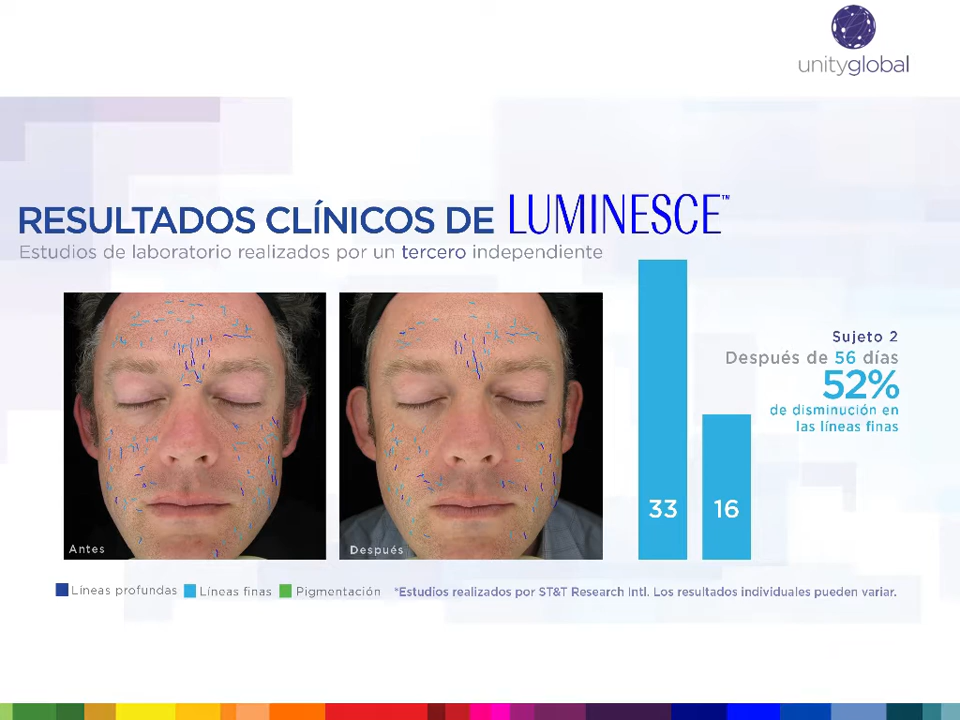 unityglobal
RESULTADOS CLÍNICOS DE LUMINESCE™
Estudios de laboratorio realizados por un tercero independiente
Sujeto 2
Después de 56 días
52%
de disminución en
las líneas finas
33
16
Antes
Después
Líneas profundas
Líneas finas
Pigmentación
*Estudios realizados por ST&T Research Intl. Los resultados individuales pueden variar.